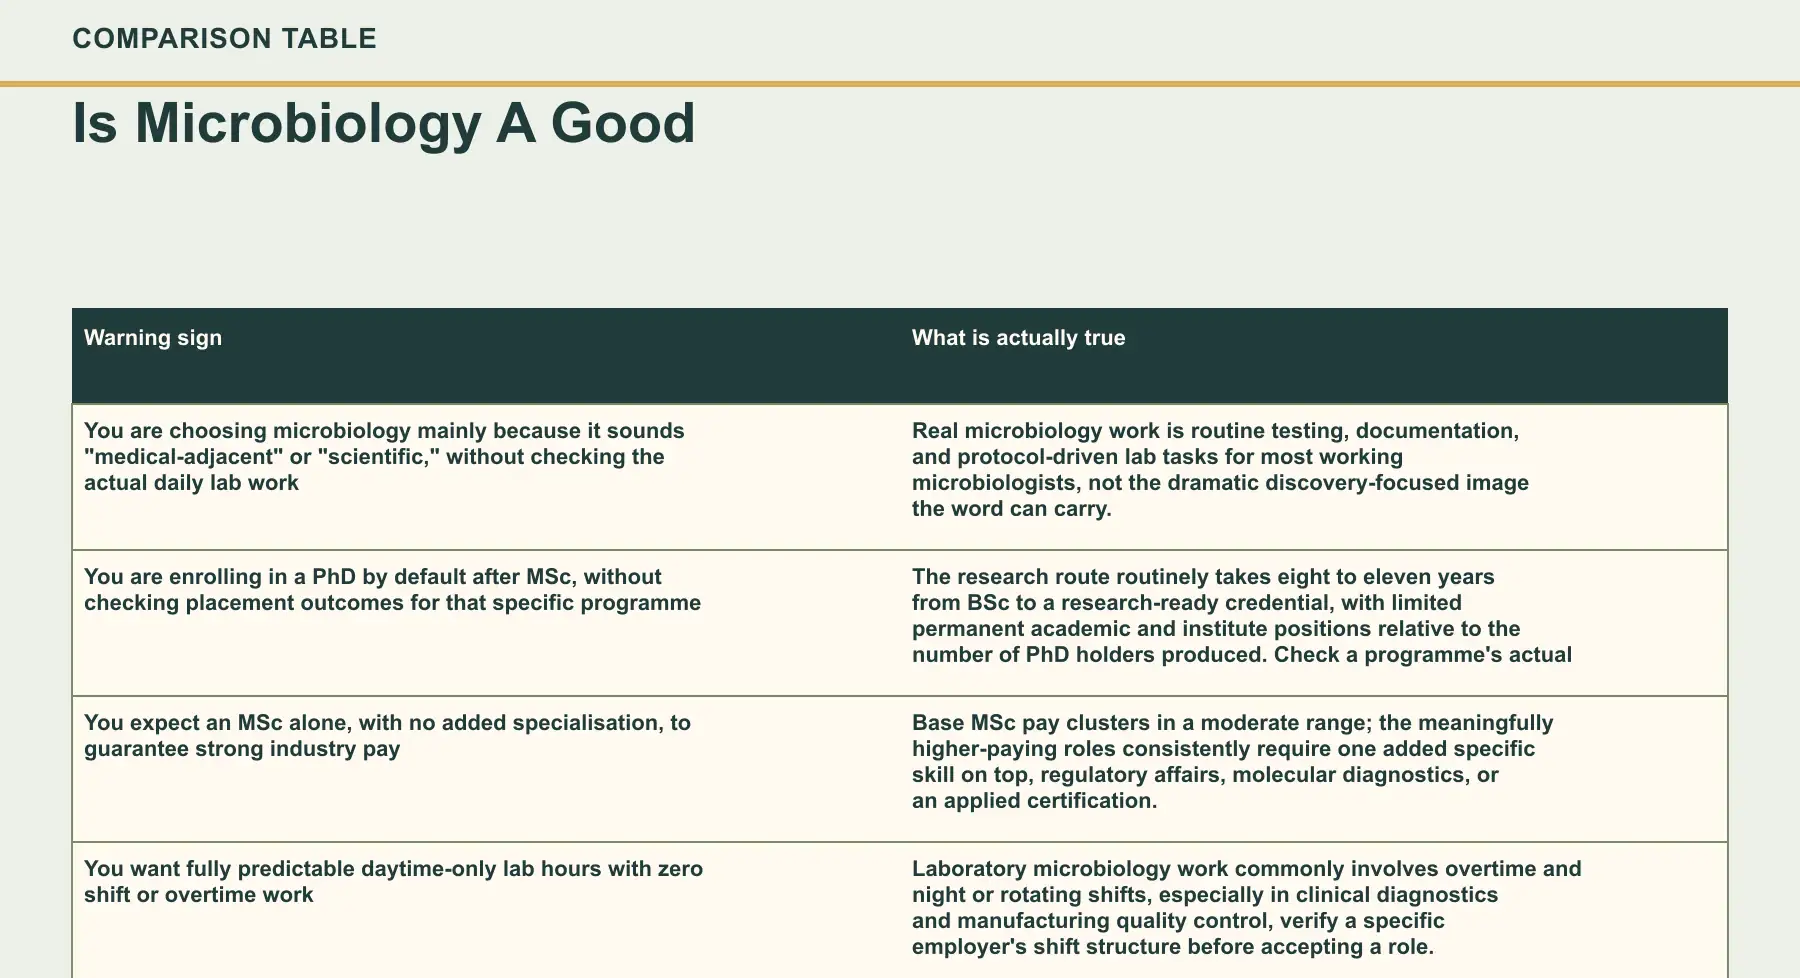 COMPARISON TABLE
Is Microbiology A Good
Warning sign
What is actually true
You are choosing microbiology mainly because it sounds
"medical-adjacent" or "scientific," without checking the
actual daily lab work
Real microbiology work is routine testing, documentation,
and protocol-driven lab tasks for most working
microbiologists, not the dramatic discovery-focused image
the word can carry.
You are enrolling in a PhD by default after MSc, without
checking placement outcomes for that specific programme
The research route routinely takes eight to eleven years
from BSc to a research-ready credential, with limited
permanent academic and institute positions relative to the
number of PhD holders produced. Check a programme's actual
You expect an MSc alone, with no added specialisation, to
guarantee strong industry pay
Base MSc pay clusters in a moderate range; the meaningfully
higher-paying roles consistently require one added specific
skill on top, regulatory affairs, molecular diagnostics, or
an applied certification.
You want fully predictable daytime-only lab hours with zero
shift or overtime work
Laboratory microbiology work commonly involves overtime and
night or rotating shifts, especially in clinical diagnostics
and manufacturing quality control, verify a specific
employer's shift structure before accepting a role.